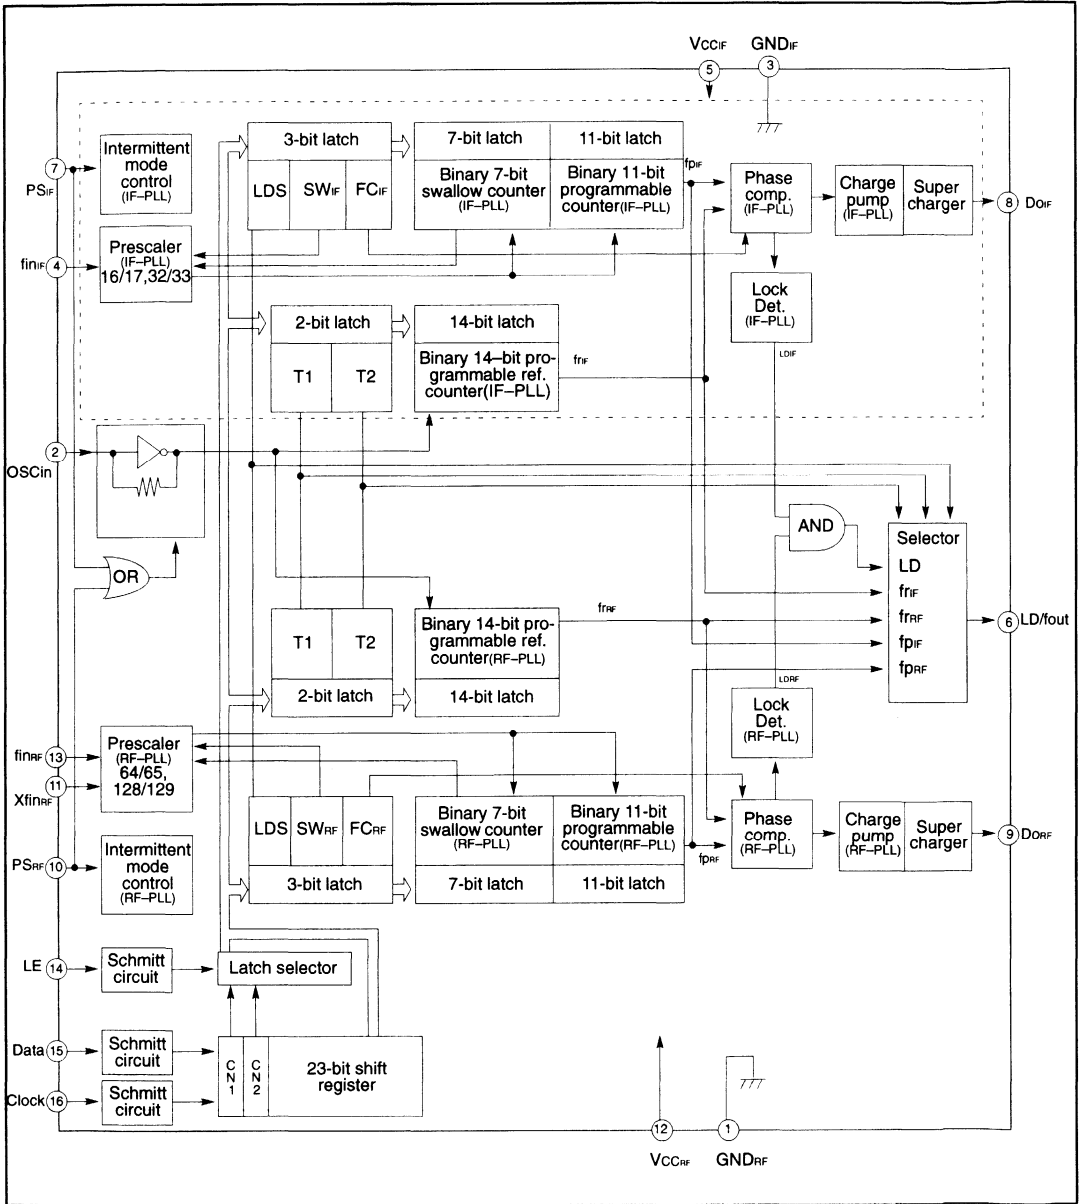 VCCIF
GNDIF
5
3
3-bit latch
7-bit latch
11-bit latch
Intermittent
mode
control
(IF–PLL)
7
PSIF
LDS
SWIF
FCIF
Binary 7-bit
swallow counter
(IF–PLL)
Binary 11-bit
programmable
counter(IF–PLL)
fpIF
Phase
comp.
(IF–PLL)
Charge
pump
(IF–PLL)
Super
charger
8
DOIF
finIF
4
Prescaler
(IF–PLL)
16/17,32/33
Lock
Det.
(IF–PLL)
LDIF
2-bit latch
14-bit latch
T1
T2
Binary 14–bit pro-
grammable ref.
counter(IF–PLL)
frIF
2
OSCin
OR
AND
Selector
LD
frIF
frRF
fpIF
fpRF
6
LD/fout
T1
T2
2-bit latch
Binary 14-bit pro-
grammable ref.
counter(RF–PLL)
14-bit latch
frRF
LDRF
Lock
Det.
(RF–PLL)
finRF
13
11
XfinRF
Prescaler
(RF–PLL)
64/65,
128/129
LDS
SWRF
FCRF
3-bit latch
Binary 7-bit
swallow counter
(RF–PLL)
Binary 11-bit
programmable
counter(RF–PLL)
7-bit latch
11-bit latch
fpRF
Phase
comp.
(RF–PLL)
Charge
pump
(RF–PLL)
Super
charger
9
DORF
PSRF
10
Intermittent
mode
control
(RF–PLL)
LE
14
Schmitt
circuit
Latch selector
Data
15
Schmitt
circuit
Clock
16
Schmitt
circuit
CN1
CN2
23-bit shift
register
12
1
VCCRF
GNDRF